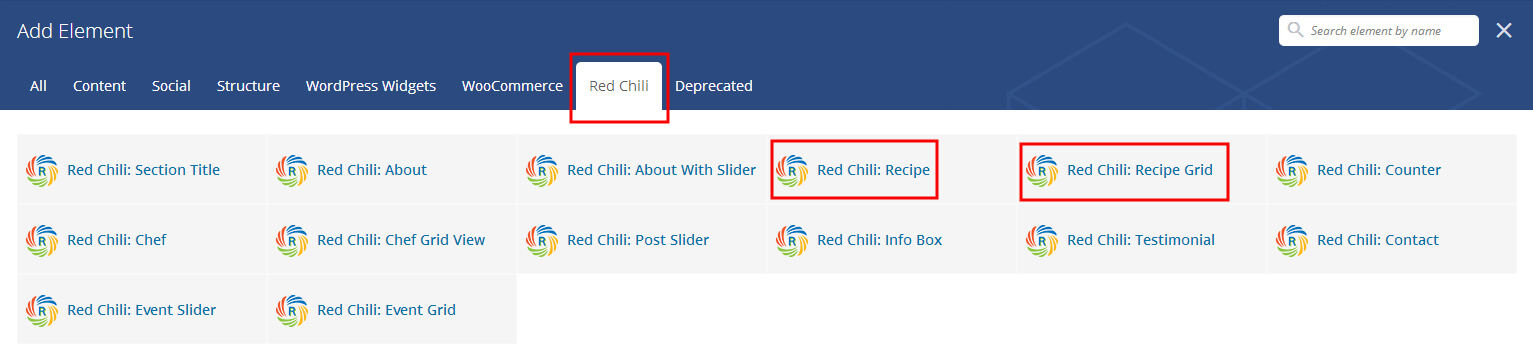 Add Element
Search element by name
All Content Social Structure WordPress Widgets WooCommerce Red Chili Deprecated
R Red Chili: Section Title R Red Chili: About R Red Chili: About With Slider R Red Chili: Recipe R Red Chili: Recipe Grid R Red Chili: Counter
R Red Chili: Chef R Red Chili: Chef Grid View R Red Chili: Post Slider R Red Chili: Info Box R Red Chili: Testimonial R Red Chili: Contact
R Red Chili: Event Slider R Red Chili: Event Grid